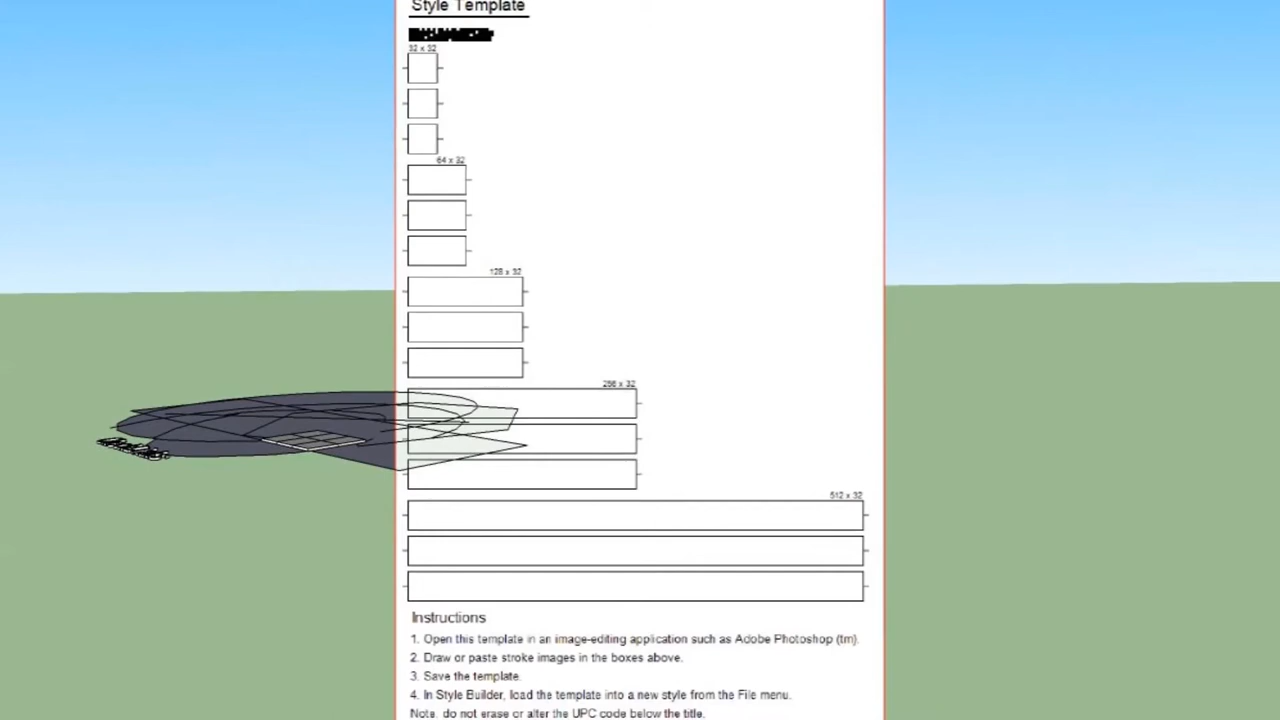 Style Template
32 x 32
64 x 32
128 x 32
256 x 32
512 x 32
Instructions
1. Open this template in an image-editing application such as Adobe Photoshop (tm).
2. Draw or paste stroke images in the boxes above.
3. Save the template.
4. In Style Builder, load the template into a new style from the File menu.
Note, do not erase or alter the UPC code below the title.